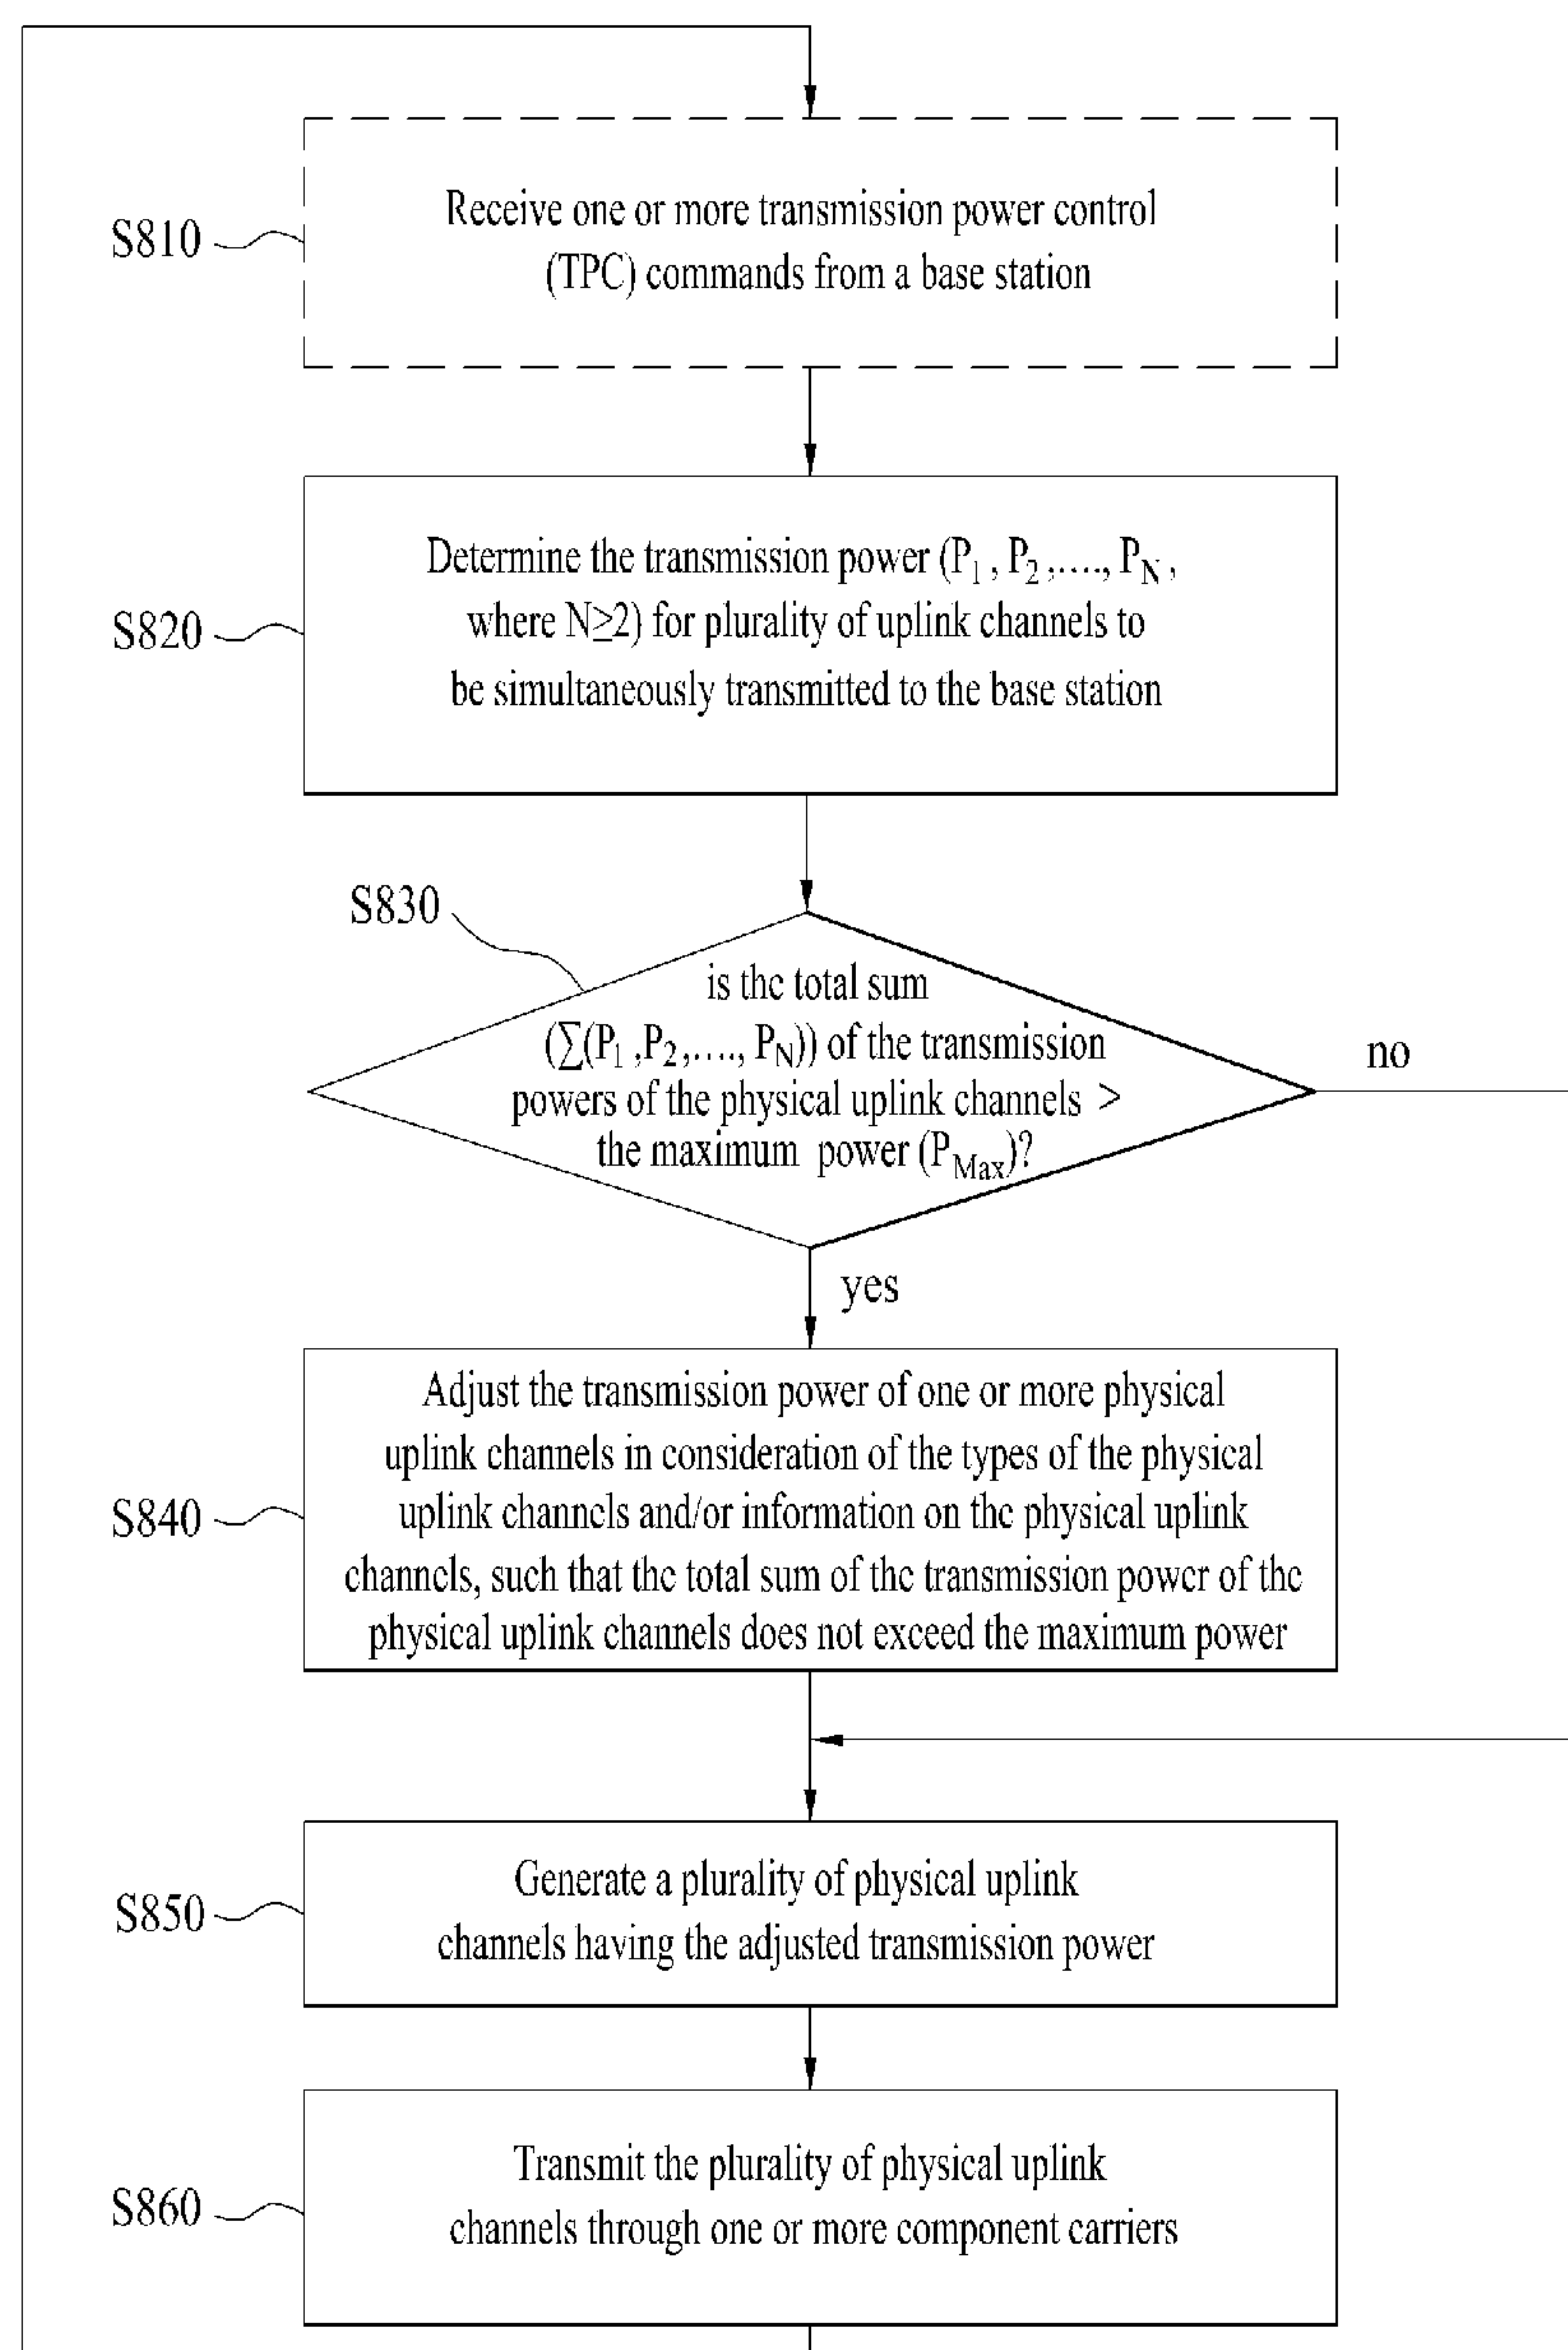 S810
Receive one or more transmission power control
(TPC) commands from a base station
S820
Determine the transmission power (P1 , P2 ,...., PN ,
where N≥2) for plurality of uplink channels to
be simultaneously transmitted to the base station
S830
is the total sum
(∑(P1 ,P2 ,...., PN)) of the transmission
powers of the physical uplink channels >
the maximum power (PMax)?
no
yes
S840
Adjust the transmission power of one or more physical
uplink channels in consideration of the types of the physical
uplink channels and/or information on the physical uplink
channels, such that the total sum of the transmission power of the
physical uplink channels does not exceed the maximum power
S850
Generate a plurality of physical uplink
channels having the adjusted transmission power
S860
Transmit the plurality of physical uplink
channels through one or more component carriers